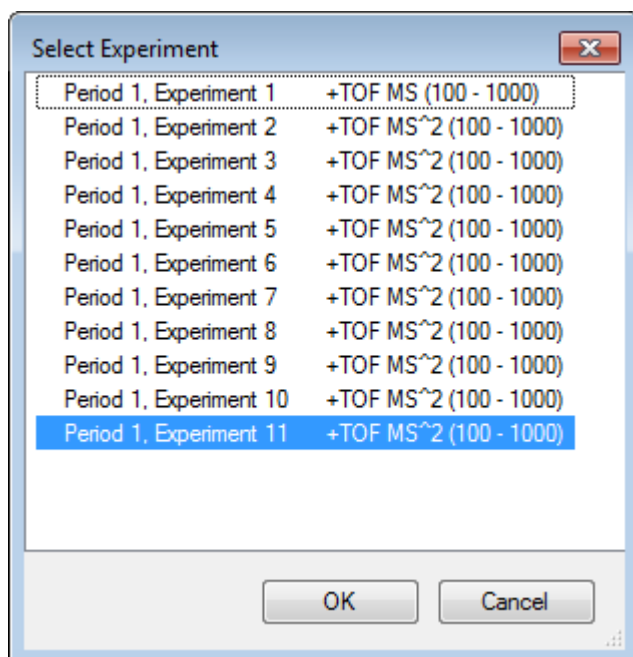 Select Experiment
Period 1, Experiment 1 +TOF MS (100 - 1000)
Period 1, Experiment 2 +TOF MS^2 (100 - 1000)
Period 1, Experiment 3 +TOF MS^2 (100 - 1000)
Period 1, Experiment 4 +TOF MS^2 (100 - 1000)
Period 1, Experiment 5 +TOF MS^2 (100 - 1000)
Period 1, Experiment 6 +TOF MS^2 (100 - 1000)
Period 1, Experiment 7 +TOF MS^2 (100 - 1000)
Period 1, Experiment 8 +TOF MS^2 (100 - 1000)
Period 1, Experiment 9 +TOF MS^2 (100 - 1000)
Period 1, Experiment 10 +TOF MS^2 (100 - 1000)
Period 1, Experiment 11 +TOF MS^2 (100 - 1000)
OK Cancel